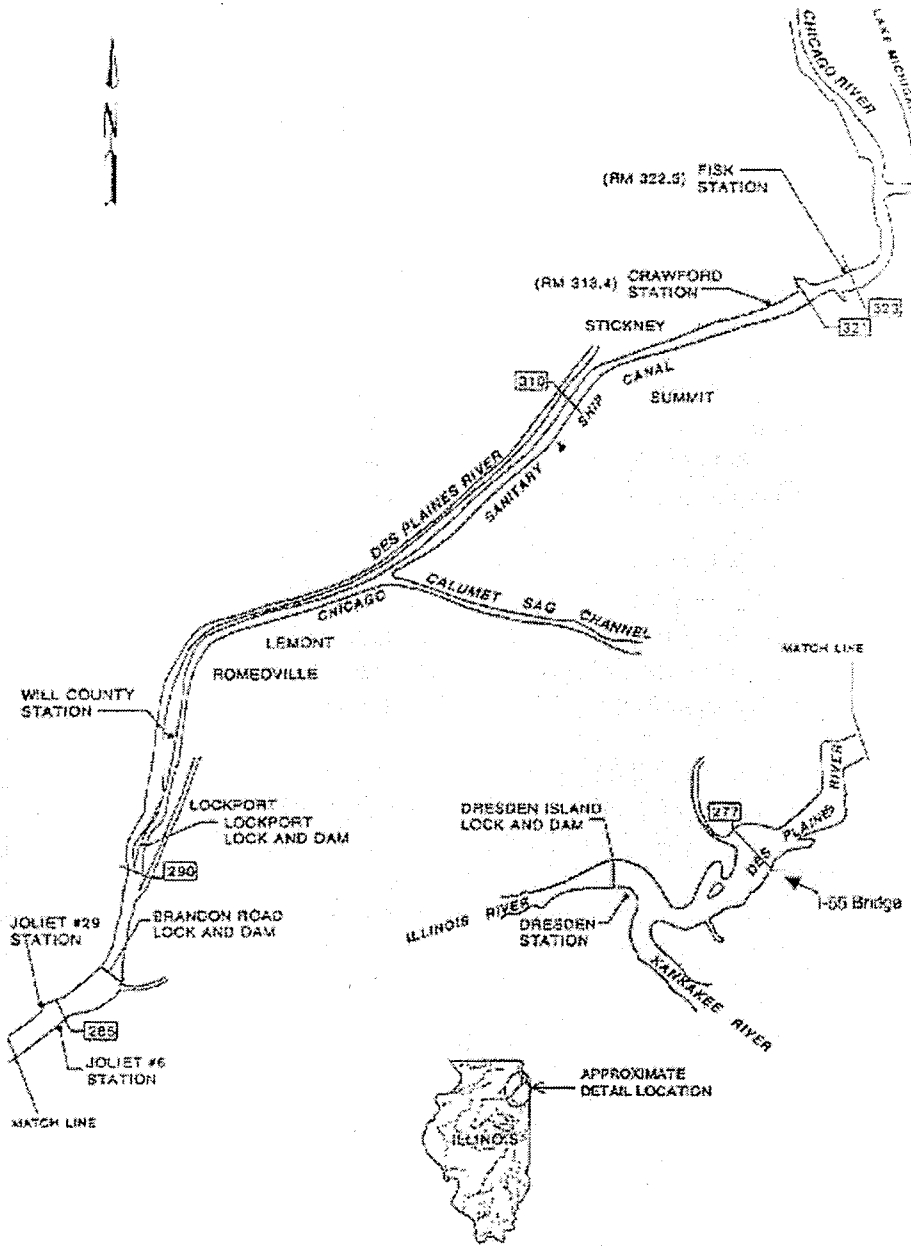 N
CHICAGO RIVER
LAKE MICHIGAN
(RM 322.3) FISK
STATION
(RM 318.4) CRAWFORD
STATION
323
321
STICKNEY
310
SHIP CANAL
SUMMIT
SANITARY &
DES PLAINES RIVER
CHICAGO
CALUMET SAG CHANNEL
LEMONT
ROMEOVILLE
MATCH LINE
WILL COUNTY
STATION
LOCKPORT
LOCKPORT
LOCK AND DAM
290
DRESDEN ISLAND
LOCK AND DAM
277
DES PLAINES RIVER
I-55 Bridge
BRANDON ROAD
LOCK AND DAM
JOLIET #29
STATION
ILLINOIS RIVER
DRESDEN
STATION
KANKAKEE RIVER
285
JOLIET #6
STATION
MATCH LINE
APPROXIMATE
DETAIL LOCATION
ILLINOIS